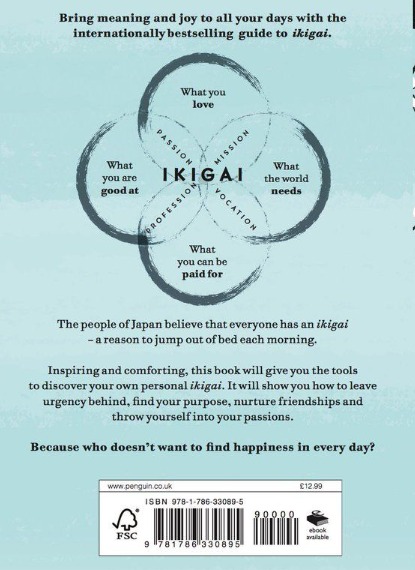 Bring meaning and joy to all your days with the
internationally bestselling guide to ikigai.
What you
love
PASSION
MISSION
What
you are
good at
IKIGAI
What
the world
needs
PROFESSION
VOCATION
What
you can be
paid for
The people of Japan believe that everyone has an ikigai
– a reason to jump out of bed each morning.
Inspiring and comforting, this book will give you the tools
to discover your own personal ikigai. It will show you how to leave
urgency behind, find your purpose, nurture friendships and
throw yourself into your passions.
Because who doesn't want to find happiness in every day?
www.penguin.co.uk
£12.99
ISBN 978-1-786-33089-5
90000
FSC
9 781786 330895
ebook
available